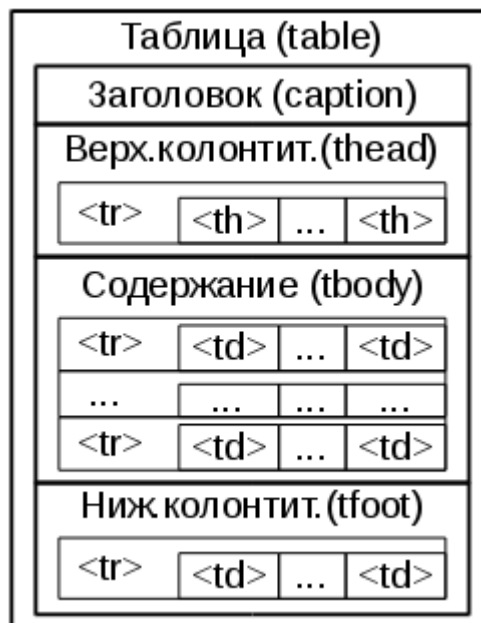 Таблица (table)
Заголовок (caption)
Верх.колонтит.(thead)
<tr> <th> ... <th>
Содержание (tbody)
<tr> <td> ... <td>
... ... ... ...
<tr> <td> ... <td>
Ниж.колонтит.(tfoot)
<tr> <td> ... <td>